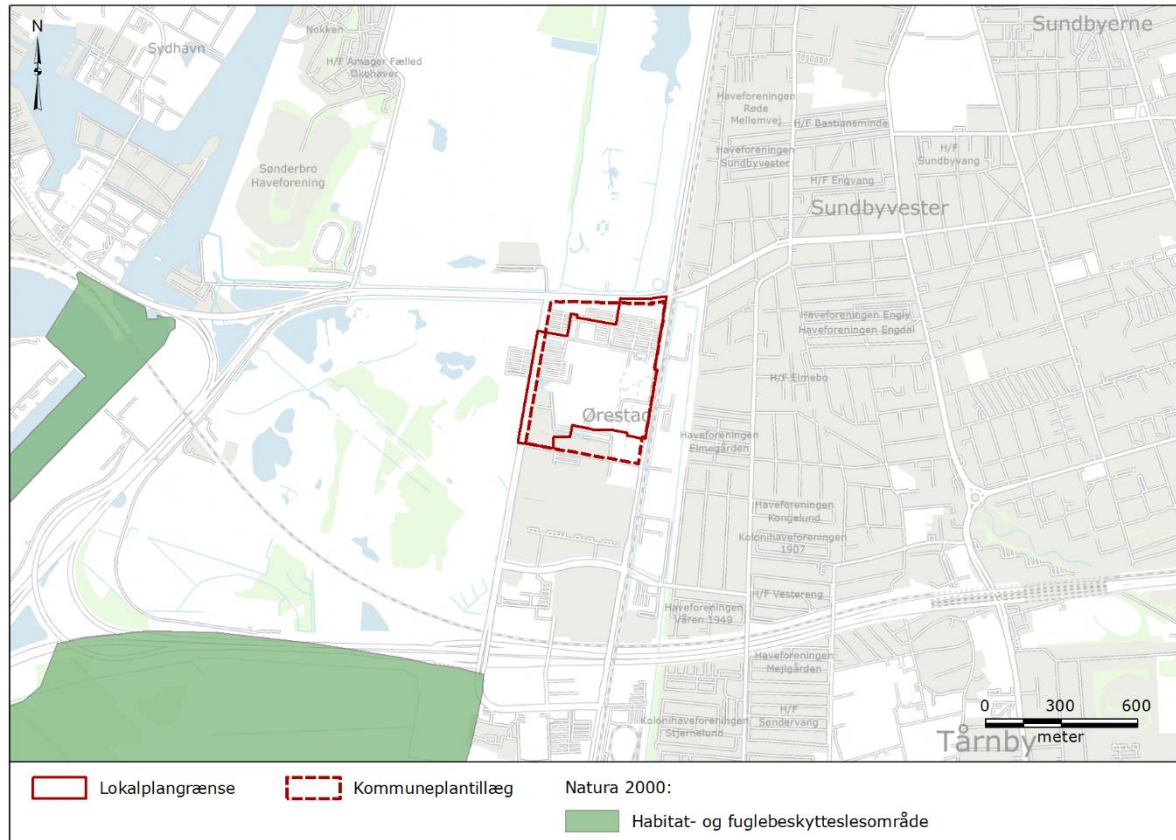 N
Nokken
Sundbyerne
Sydhavn
H/F Amager Fælled
Økohaver
Haveforeningen
Røde
Mellemvej
H/F Bastiansminde
Sønderbro
Haveforening
Haveforeningen
Sundbyvester
H/F
Sundbyvang
H/F Engvang
Sundbyvester
Haveforeningen Engly
Haveforeningen Engdal
H/F Elmebo
Ørestad
Haveforeningen
Elmegården
Haveforeningen
Kongelund
Kolonihaveforeningen
1907
H/F Vestereng
Haveforeningen
Våren 1949
Haveforeningen
Mejlgården
H/F
Søndervang
Kolonihaveforeningen
Stjernelund
0 300 600
meter
Tårnby
Lokalplangrænse
Kommuneplantillæg
Natura 2000:
Habitat- og fuglebeskytteslesområde